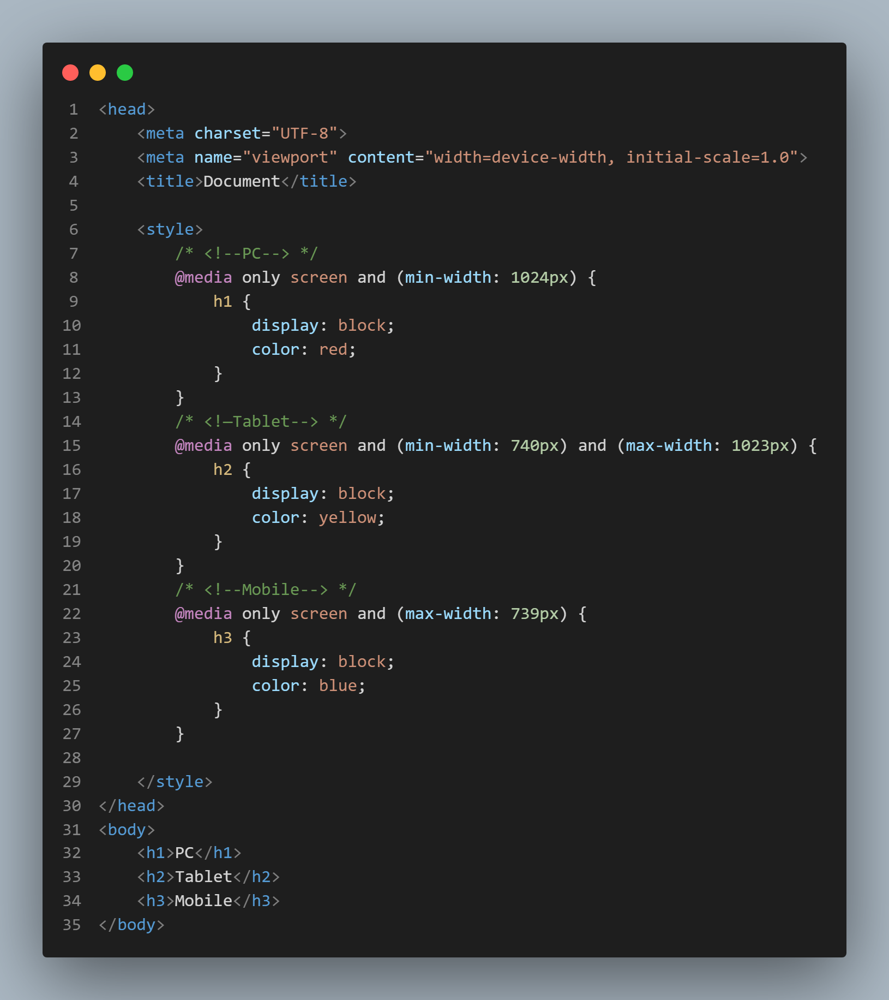 1 <head>
2     <meta charset="UTF-8">
3     <meta name="viewport" content="width=device-width, initial-scale=1.0">
4     <title>Document</title>
5
6     <style>
7         /* <!--PC--> */
8         @media only screen and (min-width: 1024px) {
9             h1 {
10                 display: block;
11                 color: red;
12             }
13         }
14         /* <!—Tablet--> */
15         @media only screen and (min-width: 740px) and (max-width: 1023px) {
16             h2 {
17                 display: block;
18                 color: yellow;
19             }
20         }
21         /* <!--Mobile--> */
22         @media only screen and (max-width: 739px) {
23             h3 {
24                 display: block;
25                 color: blue;
26             }
27         }
28
29     </style>
30 </head>
31 <body>
32     <h1>PC</h1>
33     <h2>Tablet</h2>
34     <h3>Mobile</h3>
35 </body>